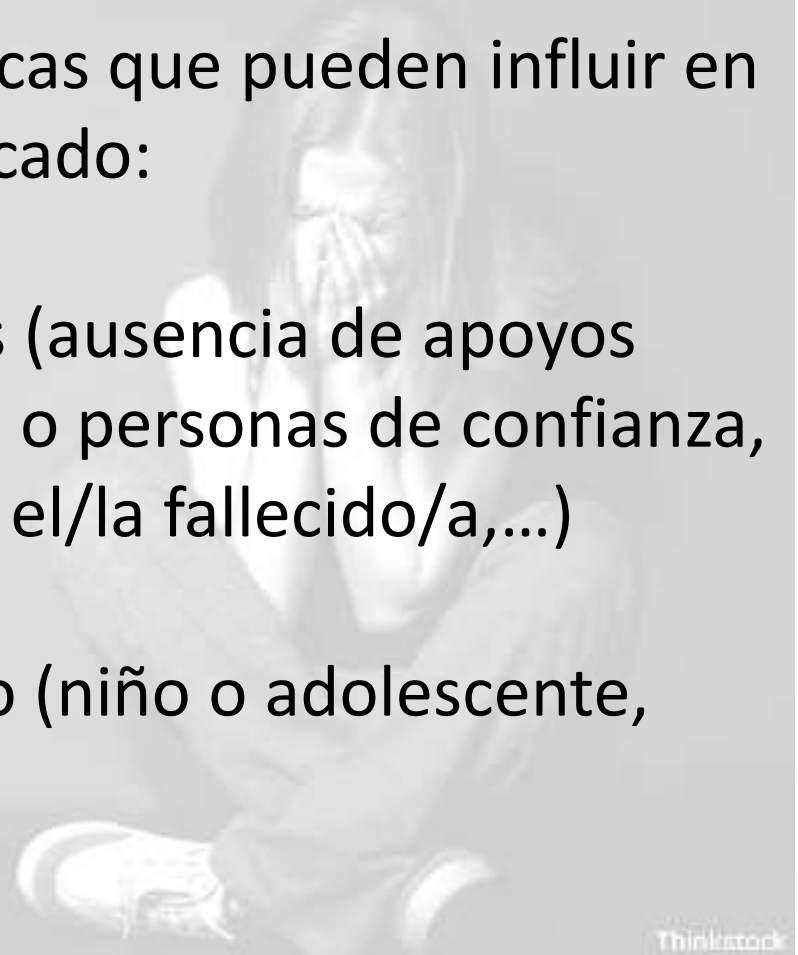 cas que pueden influir en
cado:
s (ausencia de apoyos
o personas de confianza,
el/la fallecido/a,...)
o (niño o adolescente,
Thinkstock